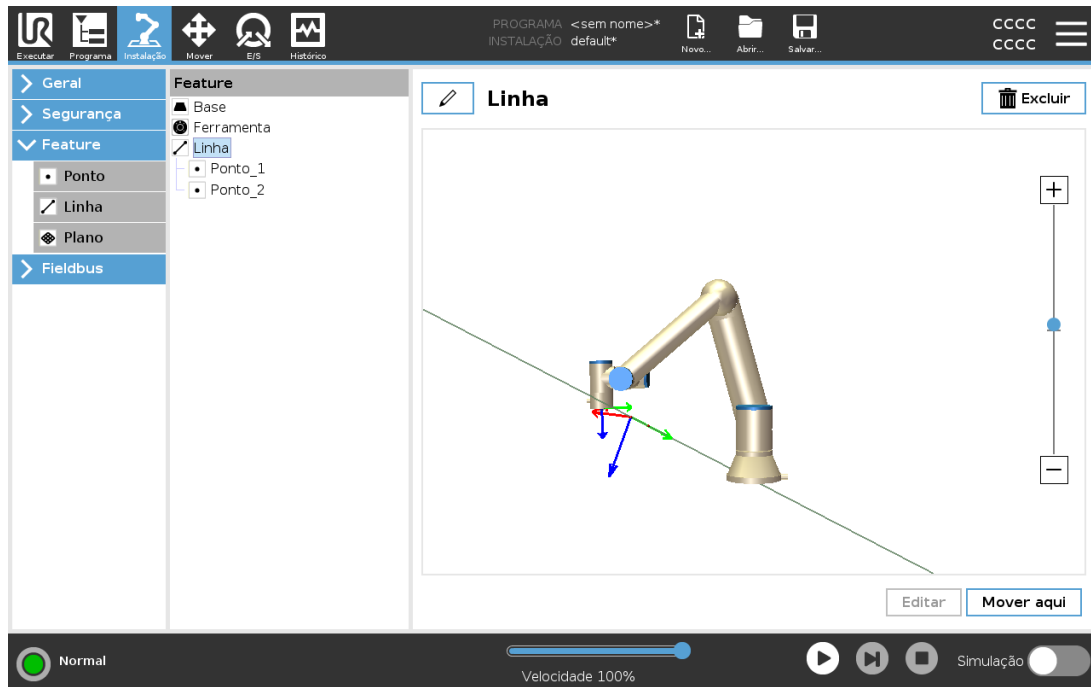 PROGRAMA <sem nome>*
INSTALAÇÃO default*
CCCC
CCCC
Executar Programa Instalação Mover E/S Histórico Novo... Abrir... Salvar...
Geral
Segurança
Feature
Ponto
Linha
Plano
Fieldbus
Feature
Base
Ferramenta
Linha
Ponto_1
Ponto_2
Linha
Excluir
Editar
Mover aqui
Normal
Velocidade 100%
Simulação